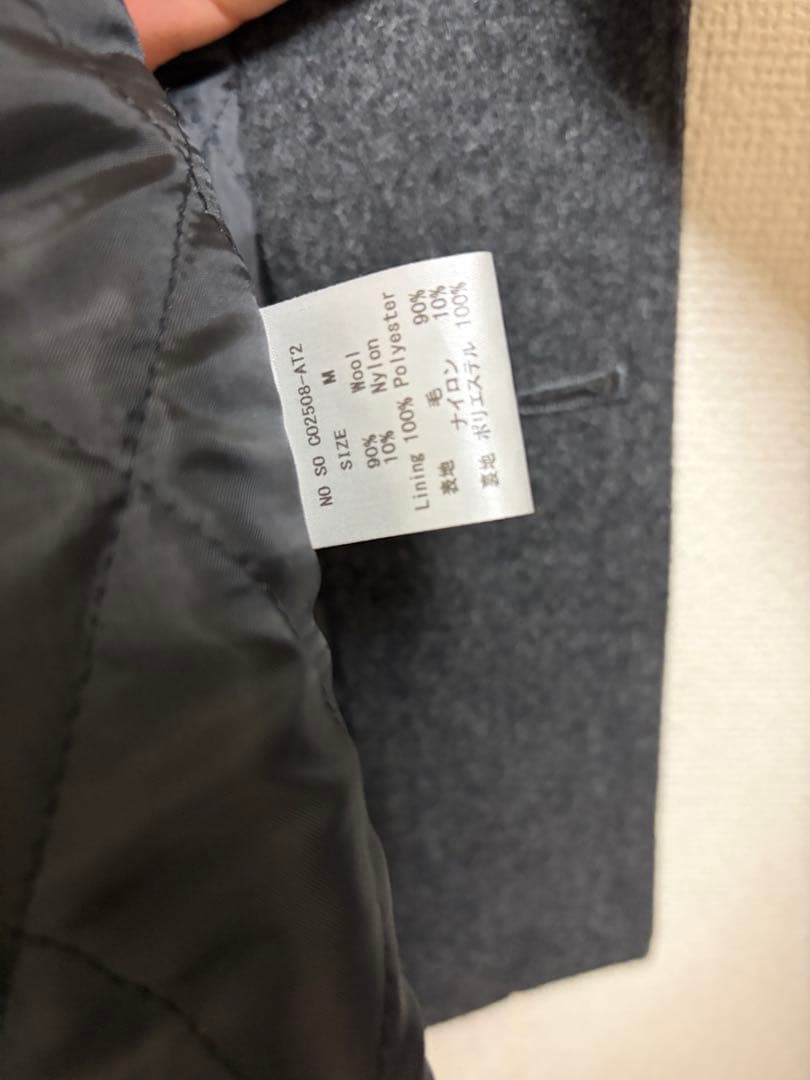 NO SO CO2508-AT2
SIZE M
90% Wool
10% Nylon
Lining 100% Polyester
表地 毛 90%
ナイロン 10%
裏地 ポリエステル 100%